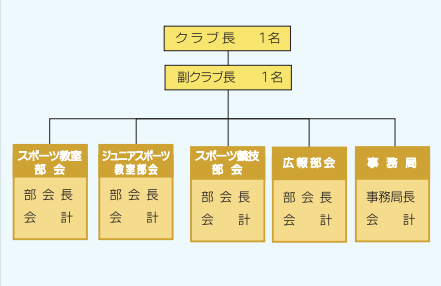 クラブ長　1名
副クラブ長　1名
スポーツ教室
部会
部会長
会計
ジュニアスポーツ
教室部会
部会長
会計
スポーツ競技
部会
部会長
会計
広報部会
部会長
会計
事務局
事務局長
会計